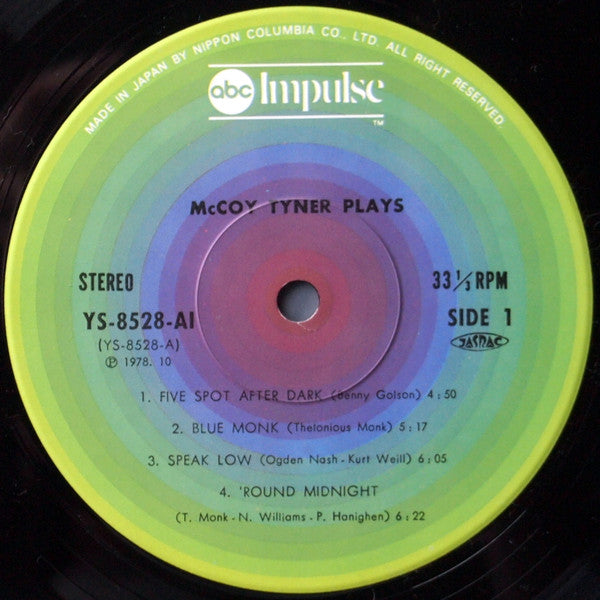 MADE IN JAPAN BY NIPPON COLUMBIA CO., LTD. ALL RIGHT RESERVED.
abc Impulse
TM
McCOY TYNER PLAYS
STEREO
33 1/3 RPM
YS-8528-AI
SIDE 1
(YS-8528-A)
JASRAC
Ⓟ 1978. 10
1. FIVE SPOT AFTER DARK (Benny Golson) 4:50
2. BLUE MONK (Thelonious Monk) 5:17
3. SPEAK LOW (Ogden Nash - Kurt Weill) 6:05
4. 'ROUND MIDNIGHT
(T. Monk - N. Williams - P. Hanighen) 6:22